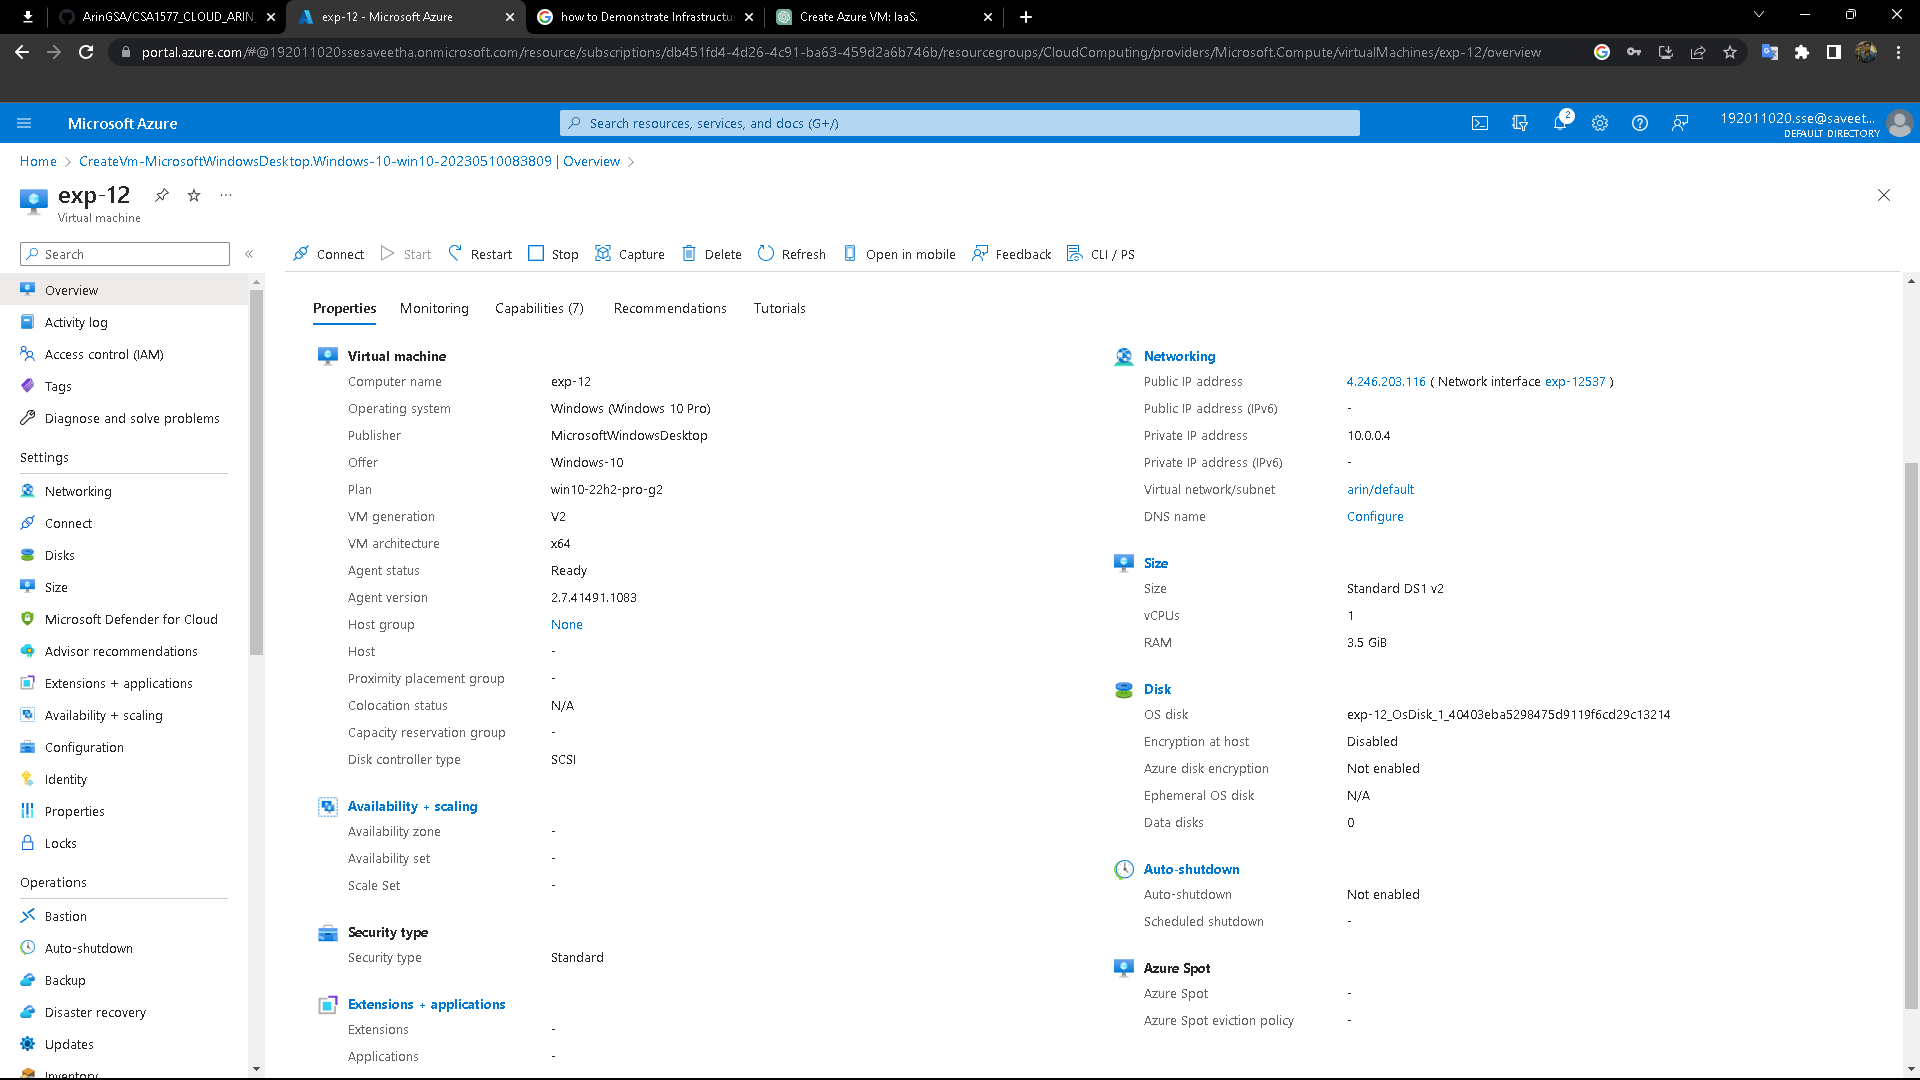 ArinGSA/CSA1577_CLOUD_ARIN_
exp-12 - Microsoft Azure
how to Demonstrate Infrastructu
Create Azure VM: IaaS.
portal.azure.com/#@192011020ssesaveetha.onmicrosoft.com/resource/subscriptions/db451fd4-4d26-4c91-ba63-459d2a6b746b/resourcegroups/CloudComputing/providers/Microsoft.Compute/virtualMachines/exp-12/overview
Microsoft Azure
Search resources, services, and docs (G+/)
2
192011020.sse@saveet...
DEFAULT DIRECTORY
Home > CreateVm-MicrosoftWindowsDesktop.Windows-10-win10-20230510083809 | Overview >
exp-12
Virtual machine
Search
Connect Start Restart Stop Capture Delete Refresh Open in mobile Feedback CLI / PS
Overview
Activity log
Access control (IAM)
Tags
Diagnose and solve problems
Settings
Networking
Connect
Disks
Size
Microsoft Defender for Cloud
Advisor recommendations
Extensions + applications
Availability + scaling
Configuration
Identity
Properties
Locks
Operations
Bastion
Auto-shutdown
Backup
Disaster recovery
Updates
Inventory
Properties Monitoring Capabilities (7) Recommendations Tutorials
Virtual machine
Computer name exp-12
Operating system Windows (Windows 10 Pro)
Publisher MicrosoftWindowsDesktop
Offer Windows-10
Plan win10-22h2-pro-g2
VM generation V2
VM architecture x64
Agent status Ready
Agent version 2.7.41491.1083
Host group None
Host -
Proximity placement group -
Colocation status N/A
Capacity reservation group -
Disk controller type SCSI
Availability + scaling
Availability zone -
Availability set -
Scale Set -
Security type
Security type Standard
Extensions + applications
Extensions -
Applications -
Networking
Public IP address 4.246.203.116 ( Network interface exp-12537 )
Public IP address (IPv6) -
Private IP address 10.0.0.4
Private IP address (IPv6) -
Virtual network/subnet arin/default
DNS name Configure
Size
Size Standard DS1 v2
vCPUs 1
RAM 3.5 GiB
Disk
OS disk exp-12_OsDisk_1_40403eba5298475d9119f6cd29c13214
Encryption at host Disabled
Azure disk encryption Not enabled
Ephemeral OS disk N/A
Data disks 0
Auto-shutdown
Auto-shutdown Not enabled
Scheduled shutdown -
Azure Spot
Azure Spot -
Azure Spot eviction policy -